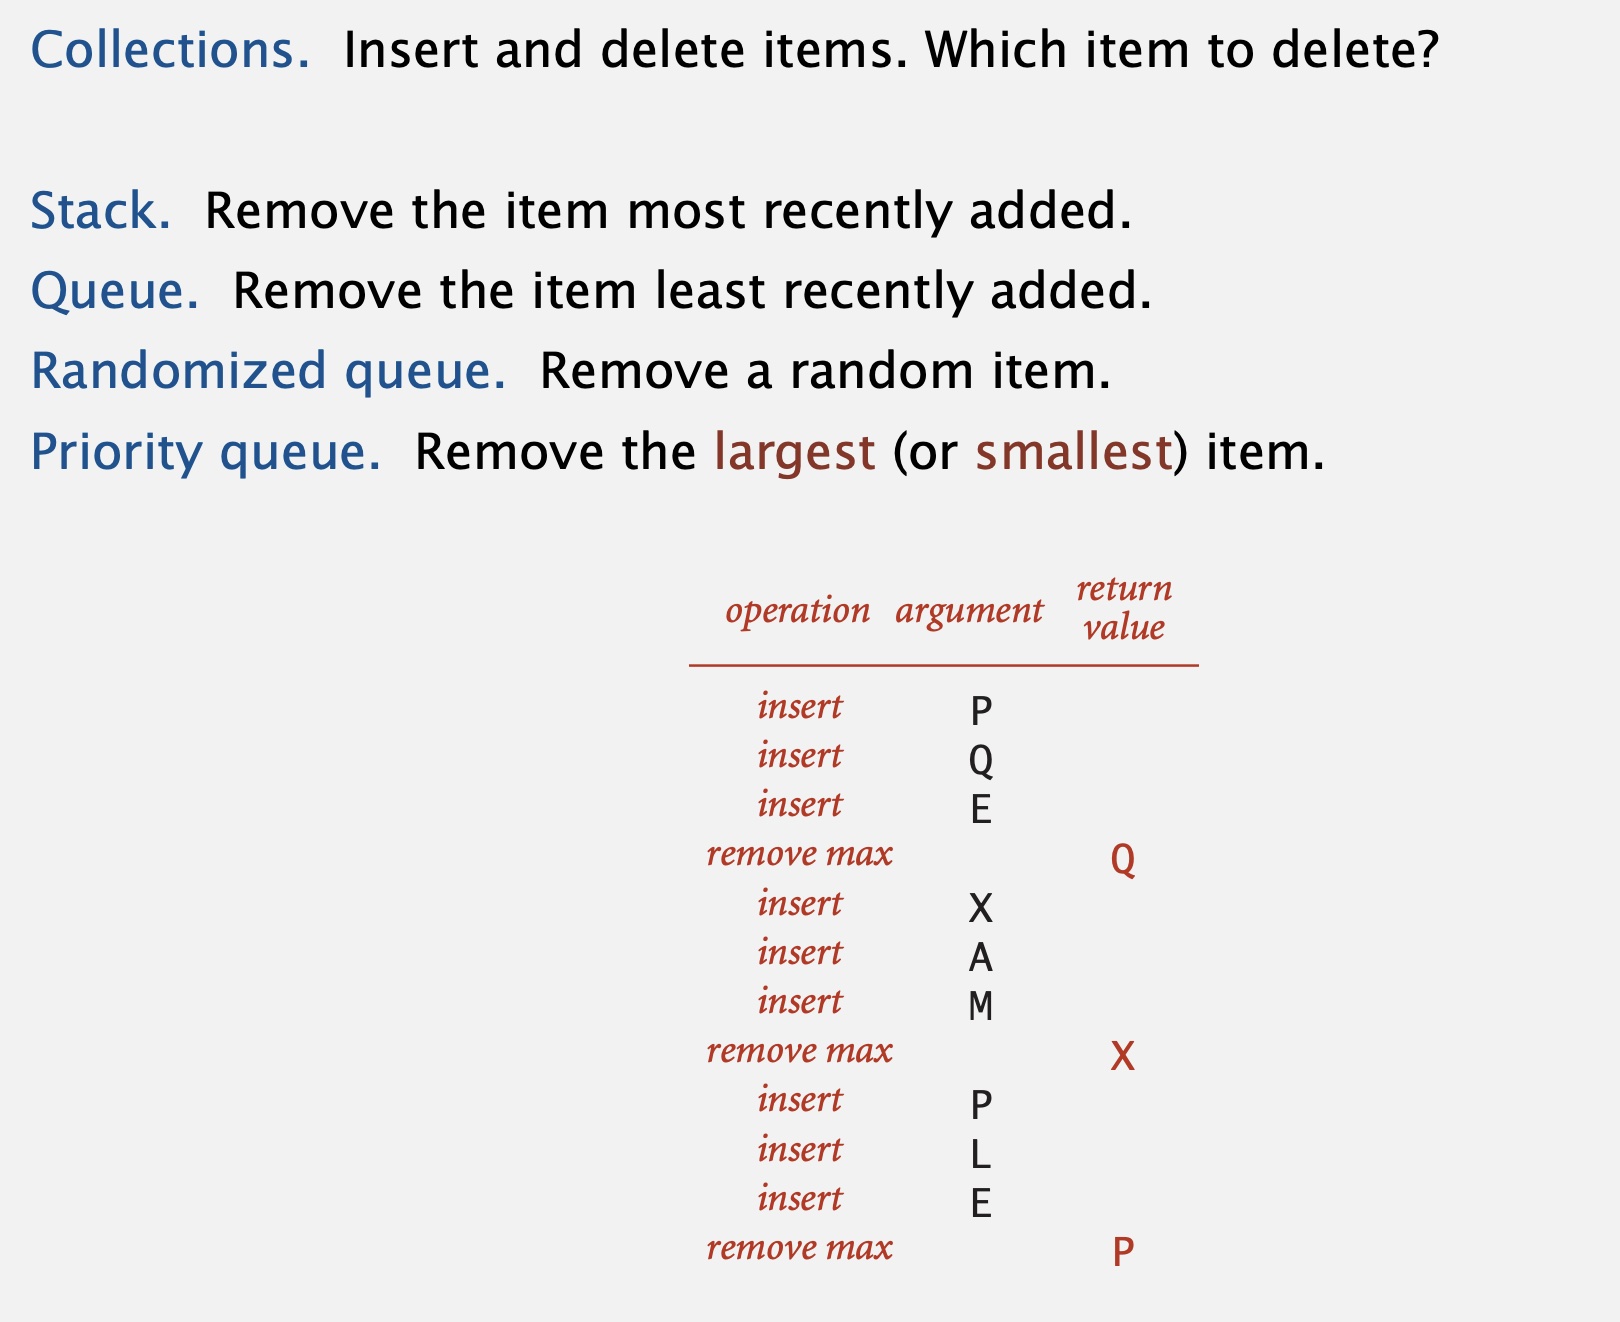 Collections. Insert and delete items. Which item to delete?
Stack. Remove the item most recently added.
Queue. Remove the item least recently added.
Randomized queue. Remove a random item.
Priority queue. Remove the largest (or smallest) item.
operation argument return value
insert P
insert Q
insert E
remove max Q
insert X
insert A
insert M
remove max X
insert P
insert L
insert E
remove max P